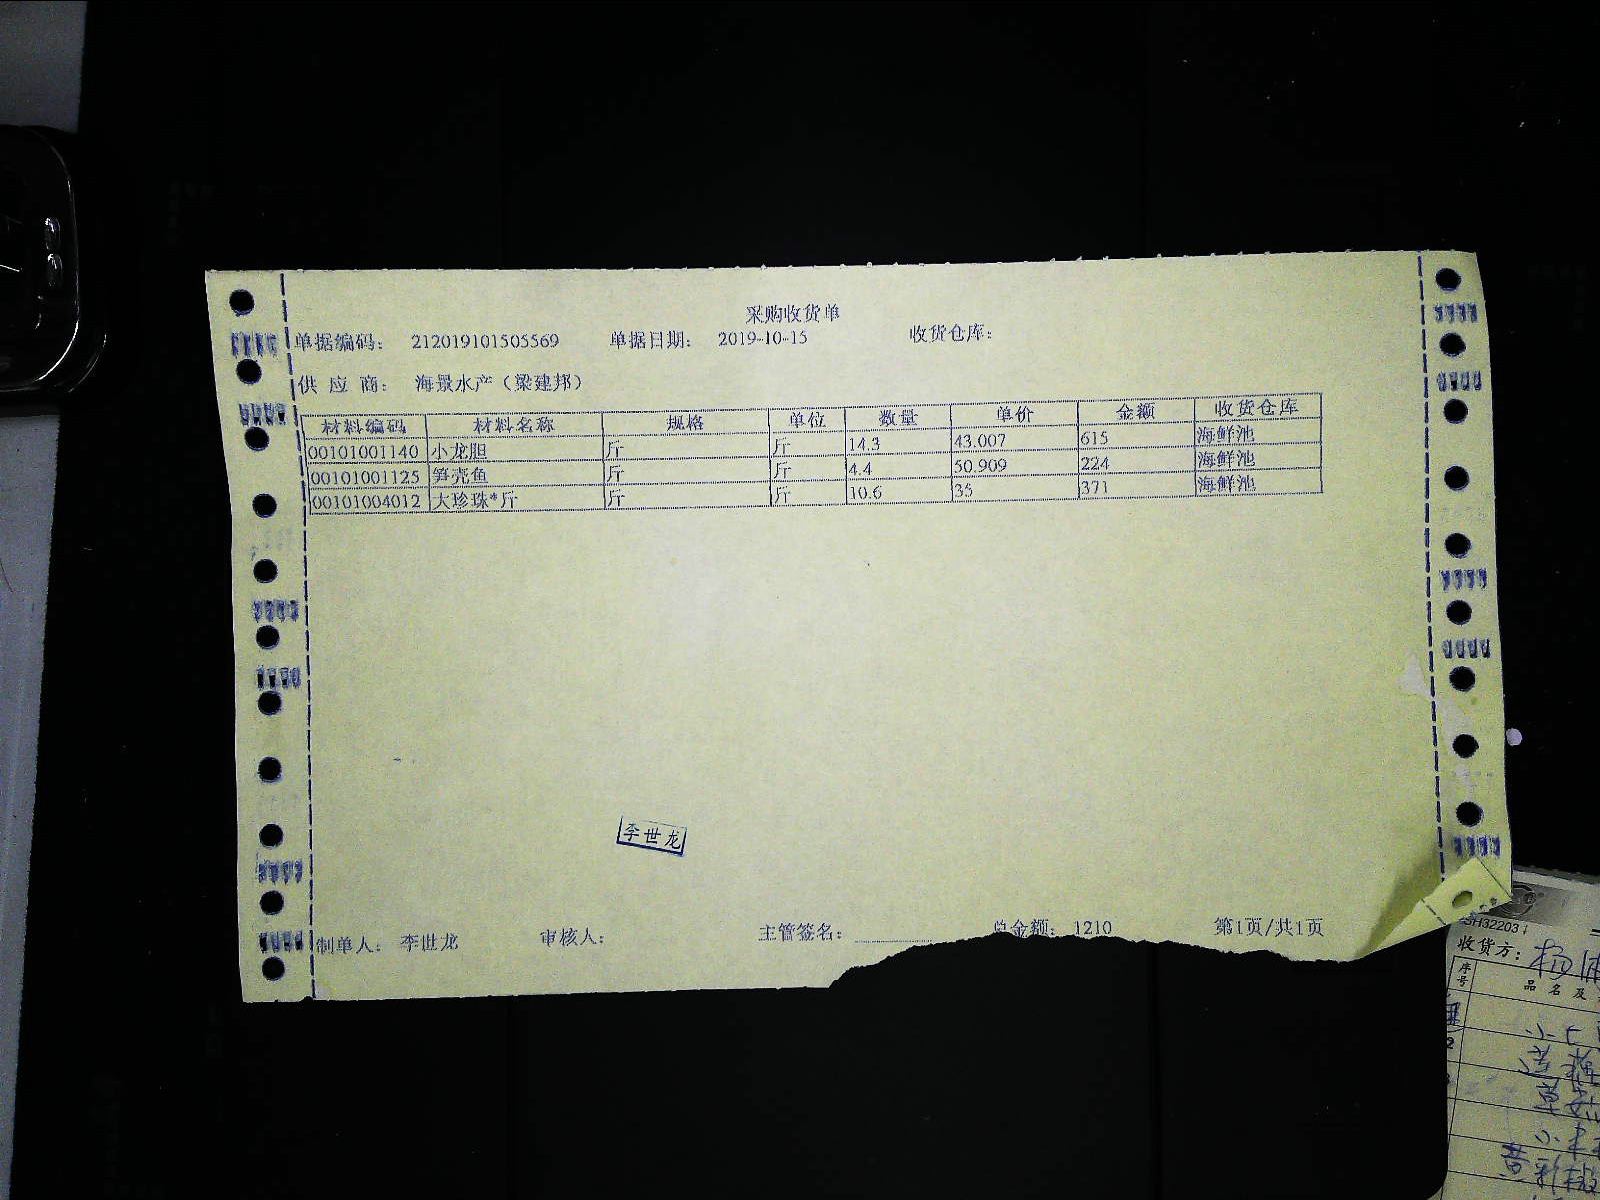 采购收货单
单据编码： 212019101505569 单据日期： 2019-10-15 收货仓库：
供 应 商： 海景水产（梁建邦）
材料编码 材料名称 规格 单位 数量 单价 金额 收货仓库
00101001140 小龙胆 斤 斤 14.3 43.007 615 海鲜池
00101001125 笋壳鱼 斤 斤 4.4 50.909 224 海鲜池
00101004012 大珍珠*斤 斤 斤 10.6 35 371 海鲜池
李世龙
制单人： 李世龙 审核人： 主管签名： 总金额： 1210 第1页/共1页
收货方：
序号 品 名 及